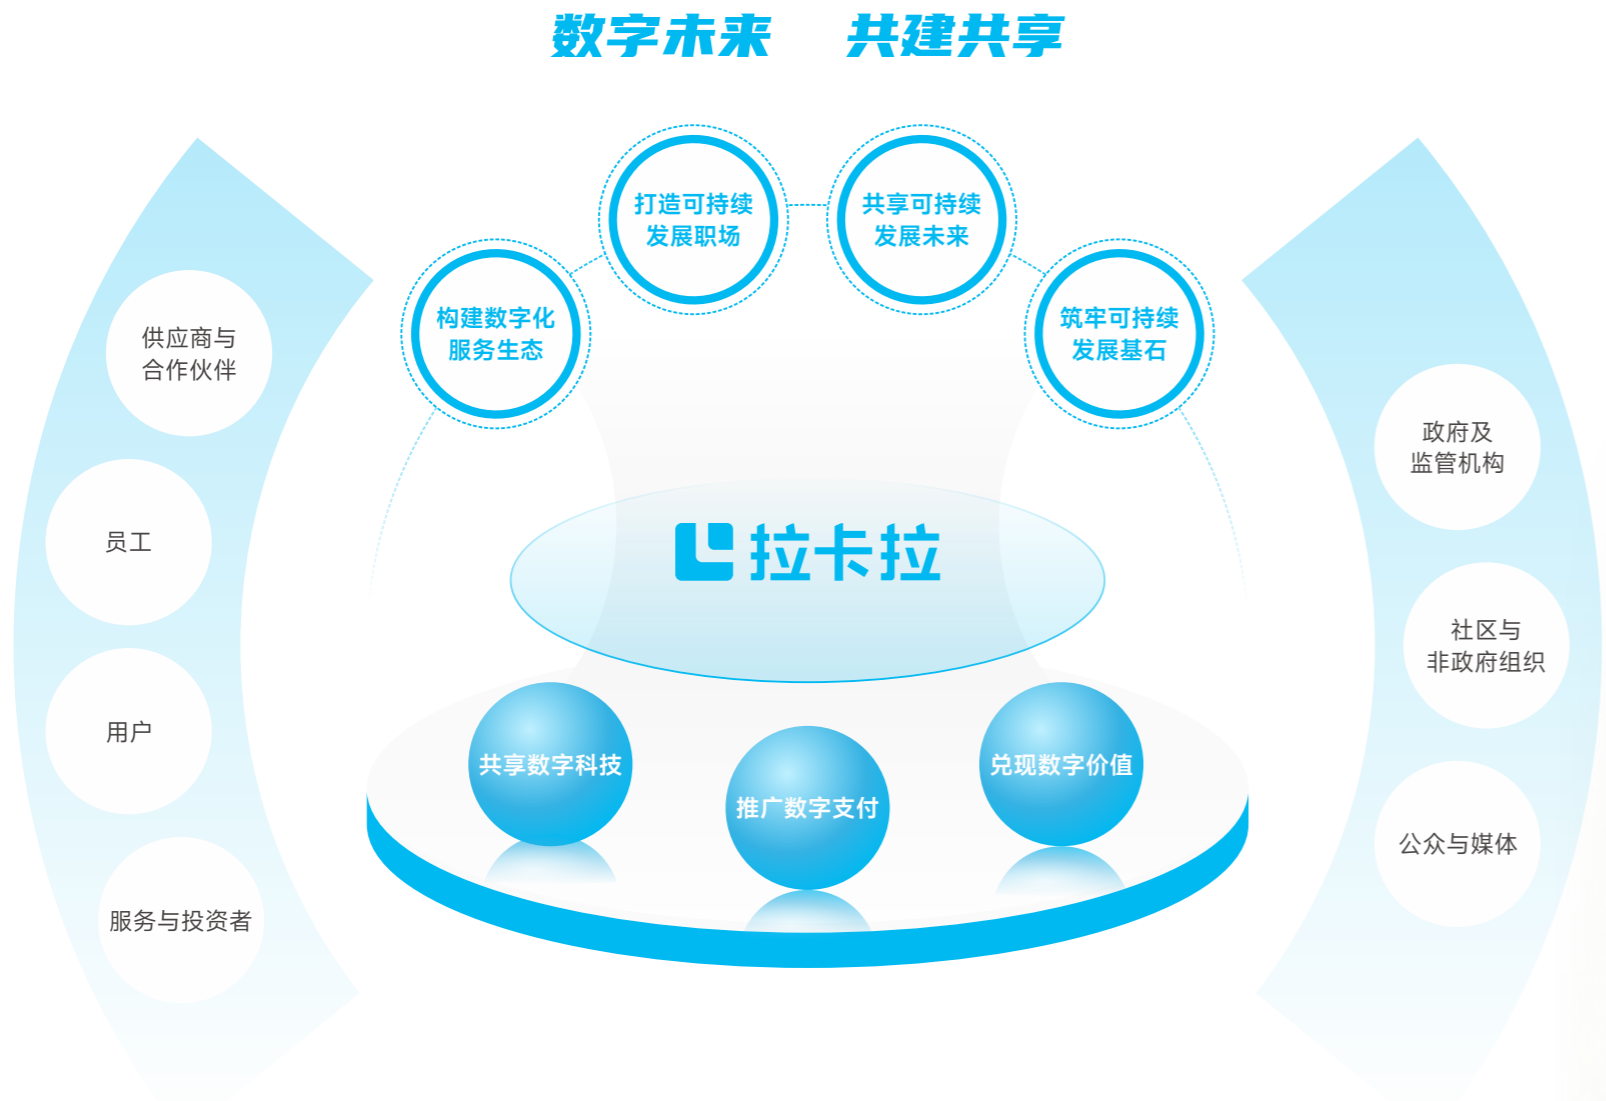 数字未来 共建共享
打造可持续
发展职场
共享可持续
发展未来
构建数字化
服务生态
筑牢可持续
发展基石
供应商与
合作伙伴
员工
用户
服务与投资者
政府及
监管机构
社区与
非政府组织
公众与媒体
拉卡拉
共享数字科技
推广数字支付
兑现数字价值